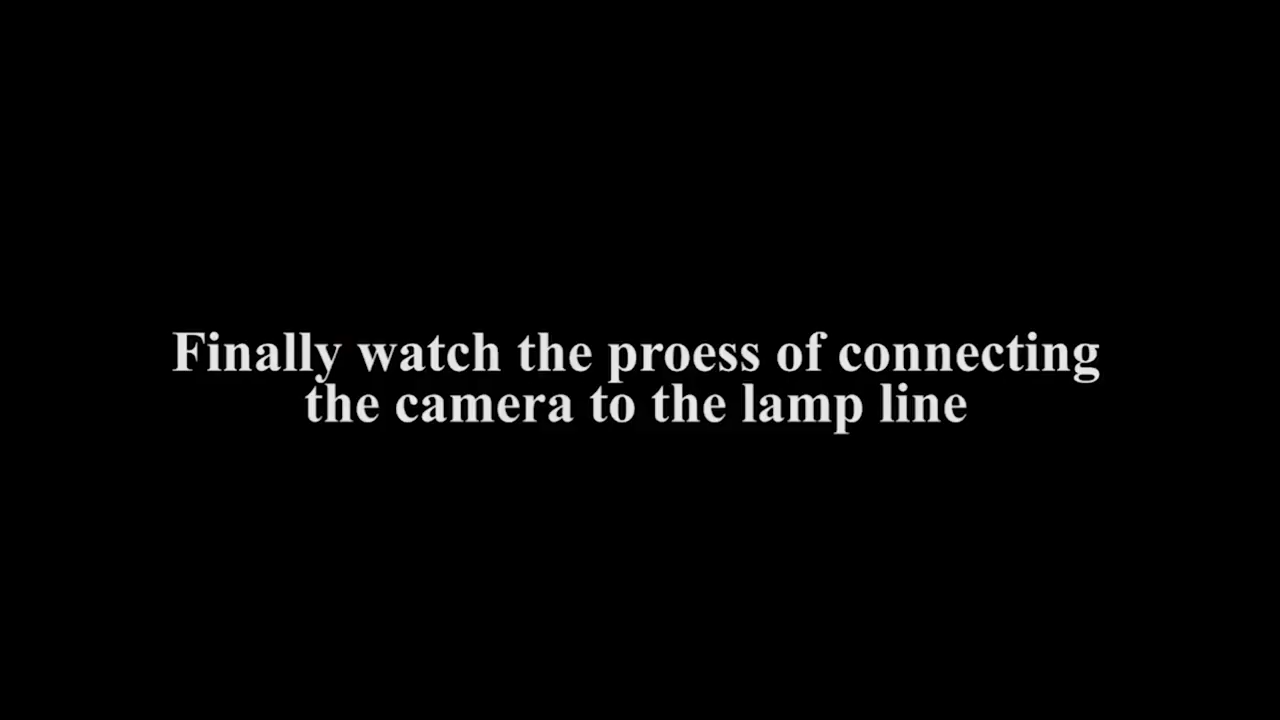 Finally watch the proess of connecting
the camera to the lamp line